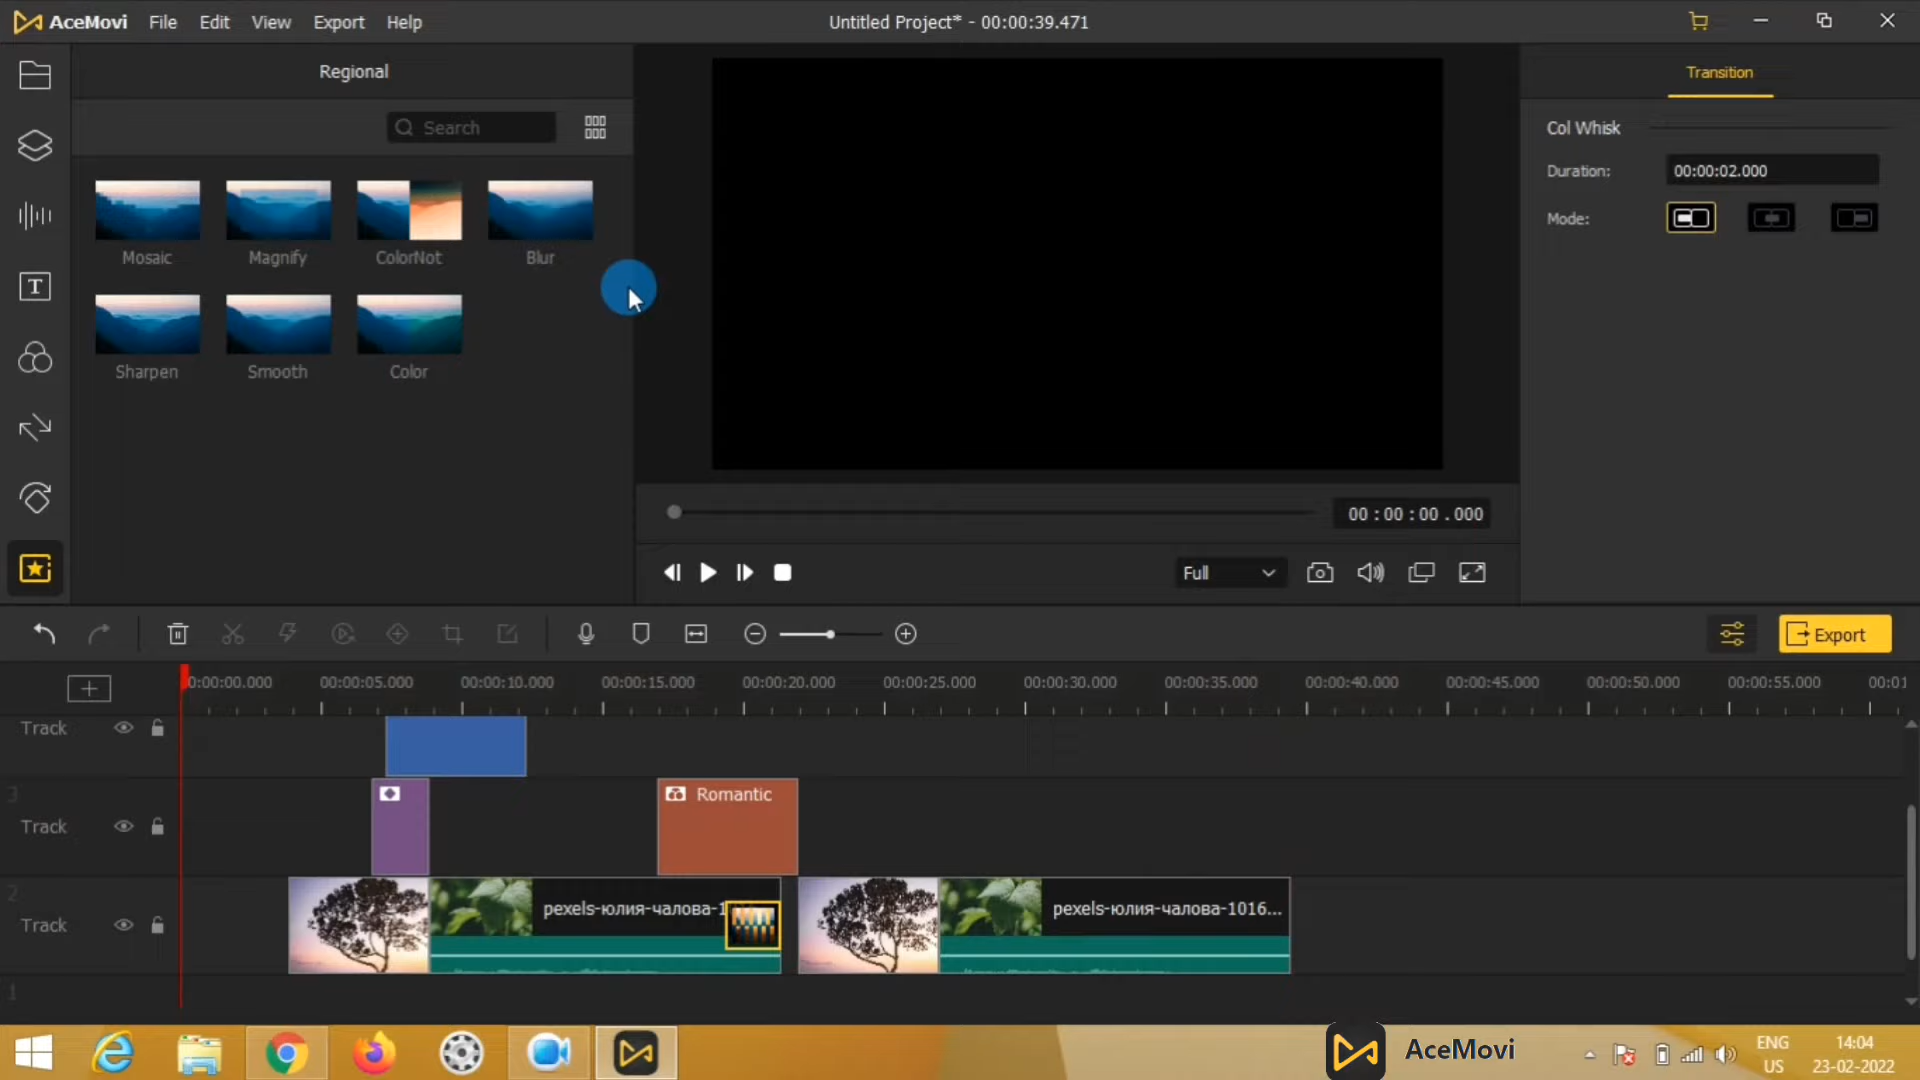 AceMovi File Edit View Export Help
Untitled Project* - 00:00:39.471
Regional
Search
Mosaic Magnify ColorNot Blur
Sharpen Smooth Color
Transition
Col Whisk
Duration: 00:00:02.000
Mode:
00 : 00 : 00 . 000
Full
Export
0:00:00.000 00:00:05.000 00:00:10.000 00:00:15.000 00:00:20.000 00:00:25.000 00:00:30.000 00:00:35.000 00:00:40.000 00:00:45.000 00:00:50.000 00:00:55.000 00:01
Track
3
Romantic
Track
2
pexels-юлия-чалова-1
pexels-юлия-чалова-1016...
Track
1
AceMovi
ENG
US
14:04
23-02-2022